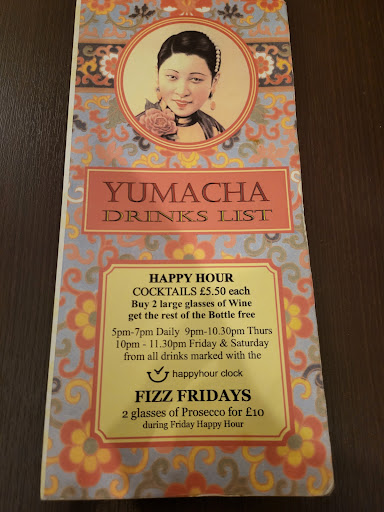 YUMACHA
DRINKS LIST
HAPPY HOUR
COCKTAILS £5.50 each
Buy 2 large glasses of Wine
get the rest of the Bottle free
5pm-7pm Daily 9pm-10.30pm Thurs
10pm - 11.30pm Friday & Saturday
from all drinks marked with the
happyhour clock
FIZZ FRIDAYS
2 glasses of Prosecco for £10
during Friday Happy Hour